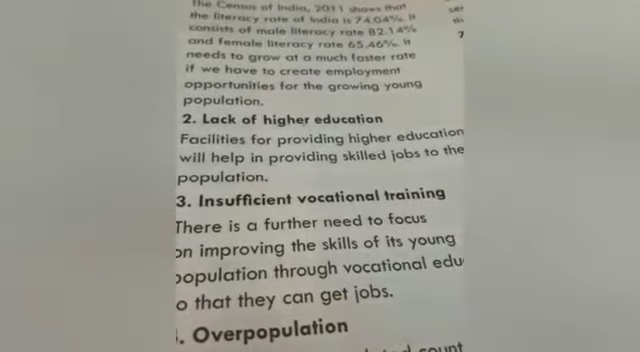 The Census of India, 2011 shows that
the literacy rate of India is 74.04%. It
consists of male literacy rate 82.14%
and female literacy rate 65.46%. It
needs to grow at a much faster rate
if we have to create employment
opportunities for the growing young
population.
2. Lack of higher education
Facilities for providing higher education
will help in providing skilled jobs to the
population.
3. Insufficient vocational training
There is a further need to focus
on improving the skills of its young
population through vocational edu
o that they can get jobs.
. Overpopulation
count
7